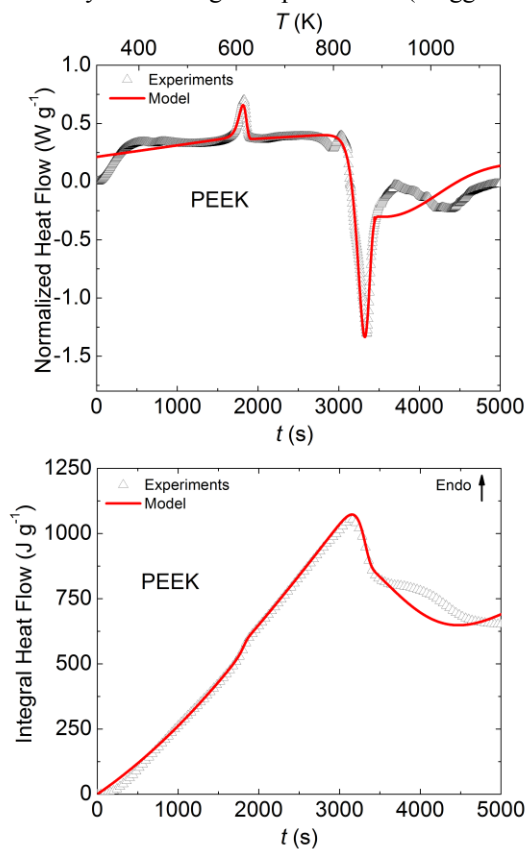 T (K)
400 600 800 1000
1.0
0.5
0.0
-0.5
-1.0
-1.5
Normalized Heat Flow (W g⁻¹)
Experiments
Model
PEEK
0 1000 2000 3000 4000 5000
t (s)
1250
1000
750
500
250
0
Integral Heat Flow (J g⁻¹)
Experiments
Model
Endo
PEEK
0 1000 2000 3000 4000 5000
t (s)